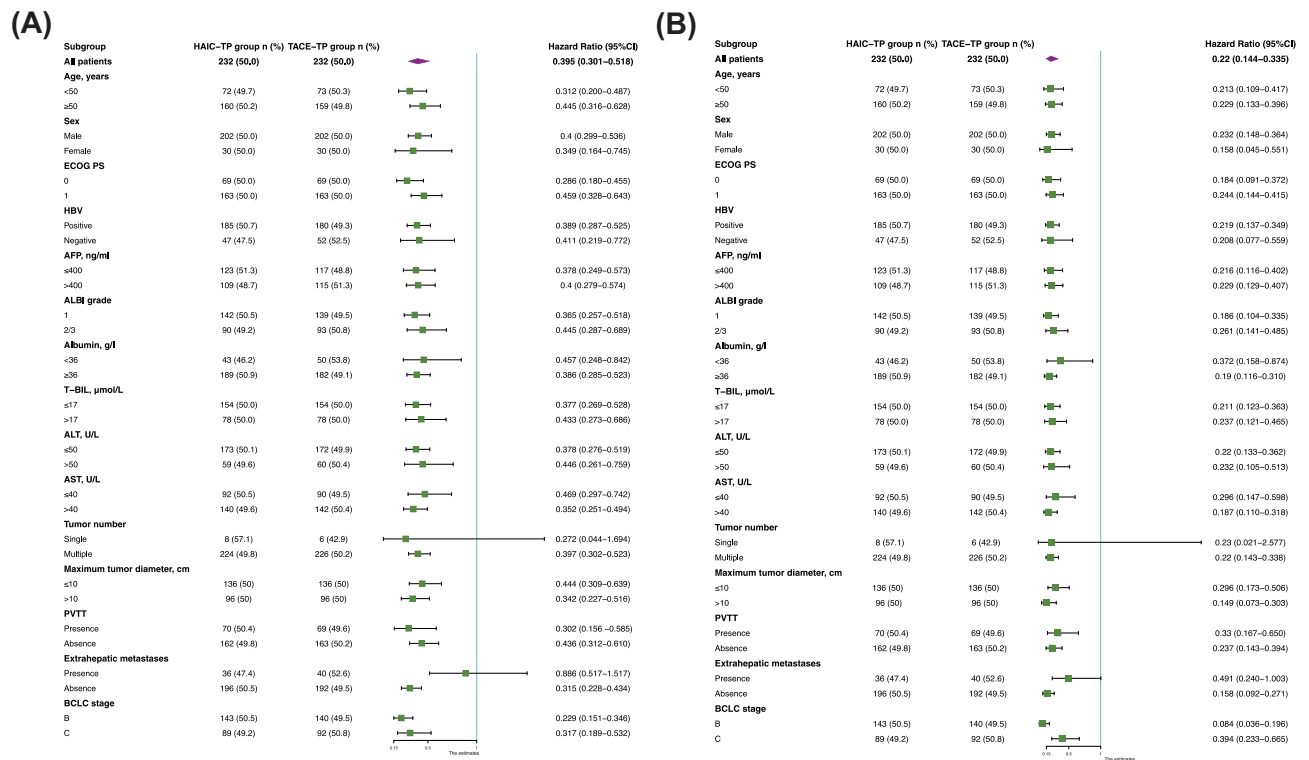 (A)
Subgroup HAIC–TP group n (%) TACE–TP group n (%) Hazard Ratio (95%CI)
All patients 232 (50.0) 232 (50.0) 0.395 (0.301–0.518)
Age, years
<50 72 (49.7) 73 (50.3) 0.312 (0.200–0.487)
≥50 160 (50.2) 159 (49.8) 0.445 (0.316–0.628)
Sex
Male 202 (50.0) 202 (50.0) 0.4 (0.299–0.536)
Female 30 (50.0) 30 (50.0) 0.349 (0.164–0.745)
ECOG PS
0 69 (50.0) 69 (50.0) 0.286 (0.180–0.455)
1 163 (50.0) 163 (50.0) 0.459 (0.328–0.643)
HBV
Positive 185 (50.7) 180 (49.3) 0.389 (0.287–0.525)
Negative 47 (47.5) 52 (52.5) 0.411 (0.219–0.772)
AFP, ng/ml
≤400 123 (51.3) 117 (48.8) 0.378 (0.249–0.573)
>400 109 (48.7) 115 (51.3) 0.4 (0.279–0.574)
ALBI grade
1 142 (50.5) 139 (49.5) 0.365 (0.257–0.518)
2/3 90 (49.2) 93 (50.8) 0.445 (0.287–0.689)
Albumin, g/l
<36 43 (46.2) 50 (53.8) 0.457 (0.248–0.842)
≥36 189 (50.9) 182 (49.1) 0.386 (0.285–0.523)
T–BIL, μmol/L
≤17 154 (50.0) 154 (50.0) 0.377 (0.269–0.528)
>17 78 (50.0) 78 (50.0) 0.433 (0.273–0.686)
ALT, U/L
≤50 173 (50.1) 172 (49.9) 0.378 (0.276–0.519)
>50 59 (49.6) 60 (50.4) 0.446 (0.261–0.759)
AST, U/L
≤40 92 (50.5) 90 (49.5) 0.469 (0.297–0.742)
>40 140 (49.6) 142 (50.4) 0.352 (0.251–0.494)
Tumor number
Single 8 (57.1) 6 (42.9) 0.272 (0.044–1.694)
Multiple 224 (49.8) 226 (50.2) 0.397 (0.302–0.523)
Maximum tumor diameter, cm
≤10 136 (50) 136 (50) 0.444 (0.309–0.639)
>10 96 (50) 96 (50) 0.342 (0.227–0.516)
PVTT
Presence 70 (50.4) 69 (49.6) 0.302 (0.156 –0.585)
Absence 162 (49.8) 163 (50.2) 0.436 (0.312–0.610)
Extrahepatic metastases
Presence 36 (47.4) 40 (52.6) 0.886 (0.517–1.517)
Absence 196 (50.5) 192 (49.5) 0.315 (0.228–0.434)
BCLC stage
B 143 (50.5) 140 (49.5) 0.229 (0.151–0.346)
C 89 (49.2) 92 (50.8) 0.317 (0.189–0.532)
0.15 0.5 1
The estimates
(B)
Subgroup HAIC–TP group n (%) TACE–TP group n (%) Hazard Ratio (95%CI)
All patients 232 (50.0) 232 (50.0) 0.22 (0.144–0.335)
Age, years
<50 72 (49.7) 73 (50.3) 0.213 (0.109–0.417)
≥50 160 (50.2) 159 (49.8) 0.229 (0.133–0.396)
Sex
Male 202 (50.0) 202 (50.0) 0.232 (0.148–0.364)
Female 30 (50.0) 30 (50.0) 0.158 (0.045–0.551)
ECOG PS
0 69 (50.0) 69 (50.0) 0.184 (0.091–0.372)
1 163 (50.0) 163 (50.0) 0.244 (0.144–0.415)
HBV
Positive 185 (50.7) 180 (49.3) 0.219 (0.137–0.349)
Negative 47 (47.5) 52 (52.5) 0.208 (0.077–0.559)
AFP, ng/ml
≤400 123 (51.3) 117 (48.8) 0.216 (0.116–0.402)
>400 109 (48.7) 115 (51.3) 0.229 (0.129–0.407)
ALBI grade
1 142 (50.5) 139 (49.5) 0.186 (0.104–0.335)
2/3 90 (49.2) 93 (50.8) 0.261 (0.141–0.485)
Albumin, g/l
<36 43 (46.2) 50 (53.8) 0.372 (0.158–0.874)
≥36 189 (50.9) 182 (49.1) 0.19 (0.116–0.310)
T–BIL, μmol/L
≤17 154 (50.0) 154 (50.0) 0.211 (0.123–0.363)
>17 78 (50.0) 78 (50.0) 0.237 (0.121–0.465)
ALT, U/L
≤50 173 (50.1) 172 (49.9) 0.22 (0.133–0.362)
>50 59 (49.6) 60 (50.4) 0.232 (0.105–0.513)
AST, U/L
≤40 92 (50.5) 90 (49.5) 0.296 (0.147–0.598)
>40 140 (49.6) 142 (50.4) 0.187 (0.110–0.318)
Tumor number
Single 8 (57.1) 6 (42.9) 0.23 (0.021–2.577)
Multiple 224 (49.8) 226 (50.2) 0.22 (0.143–0.338)
Maximum tumor diameter, cm
≤10 136 (50) 136 (50) 0.296 (0.173–0.506)
>10 96 (50) 96 (50) 0.149 (0.073–0.303)
PVTT
Presence 70 (50.4) 69 (49.6) 0.33 (0.167–0.650)
Absence 162 (49.8) 163 (50.2) 0.237 (0.143–0.394)
Extrahepatic metastases
Presence 36 (47.4) 40 (52.6) 0.491 (0.240–1.003)
Absence 196 (50.5) 192 (49.5) 0.158 (0.092–0.271)
BCLC stage
B 143 (50.5) 140 (49.5) 0.084 (0.036–0.196)
C 89 (49.2) 92 (50.8) 0.394 (0.233–0.665)
0.15 0.5 1
The estimates